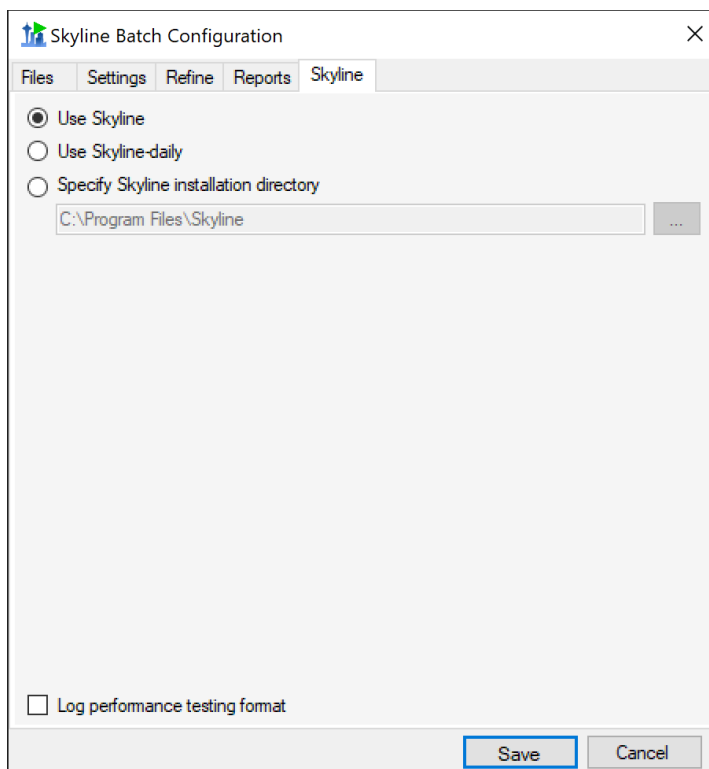 Skyline Batch Configuration
Files Settings Refine Reports Skyline
Use Skyline
Use Skyline-daily
Specify Skyline installation directory
C:\Program Files\Skyline
...
Log performance testing format
Save Cancel